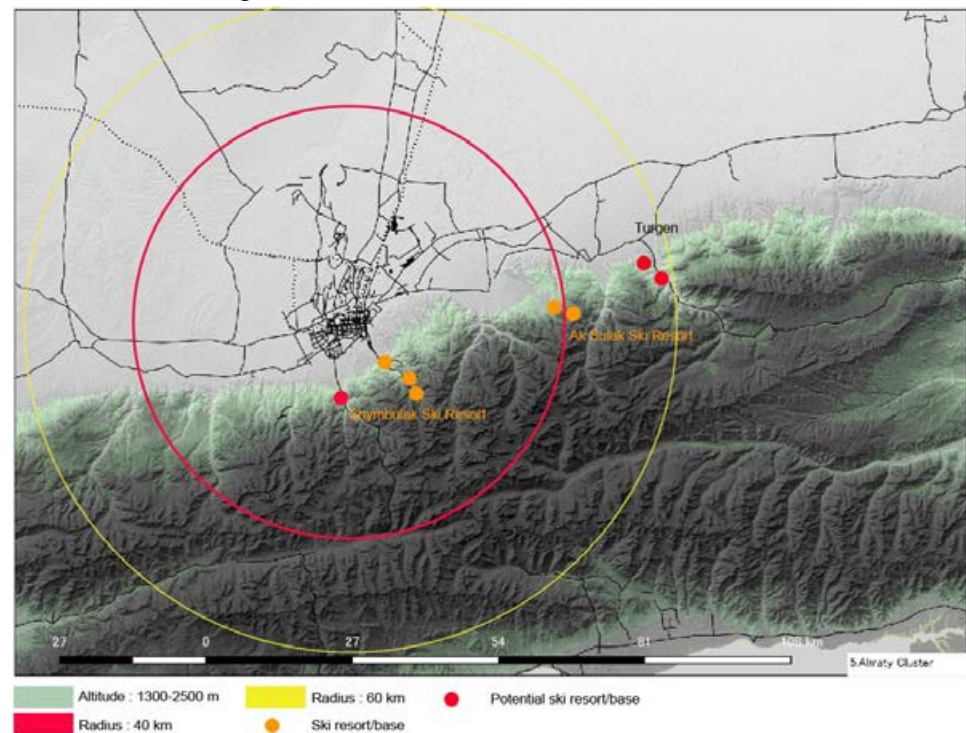 Turgen
Ak Bulak Ski Resort
Shymbulak Ski Resort
27 0 27 54 81 108 km
5.Almaty Cluster
Altitude : 1300-2500 m
Radius : 60 km
Potential ski resort/base
Radius : 40 km
Ski resort/base